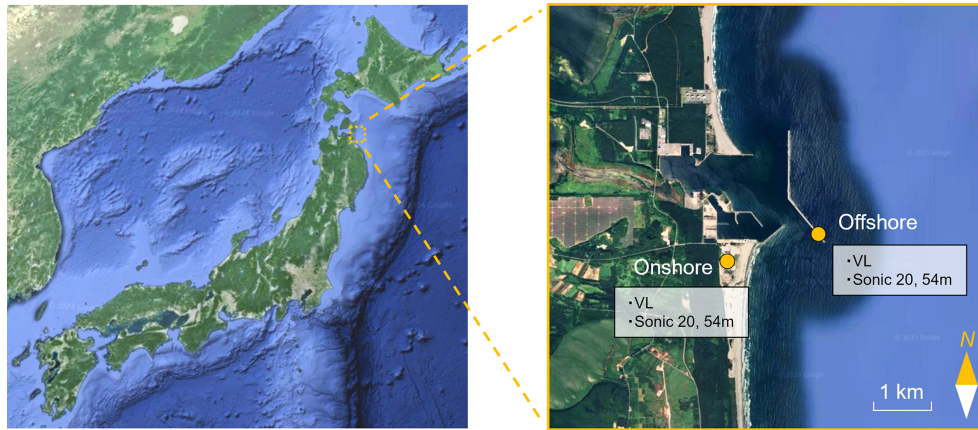 Offshore
・VL
・Sonic 20, 54m
Onshore
・VL
・Sonic 20, 54m
N
1 km